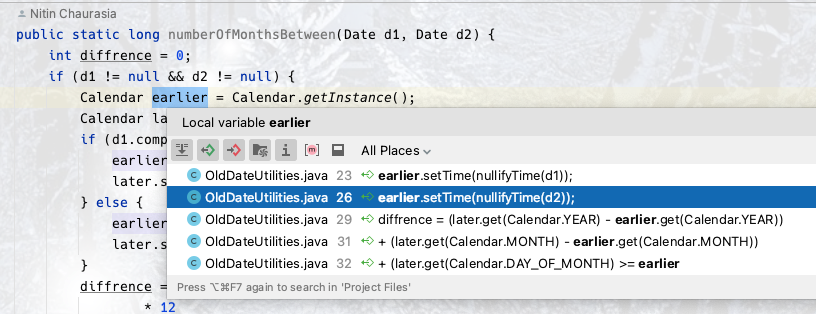 Nitin Chaurasia
public static long numberOfMonthsBetween(Date d1, Date d2) {
int diffrence = 0;
if (d1 != null && d2 != null) {
Calendar earlier = Calendar.getInstance();
Calendar la
if (d1.comp
earlier
later.s
} else {
earlier
later.s
}
diffrence =
* 12
Local variable earlier
All Places
OldDateUtilities.java 23 earlier.setTime(nullifyTime(d1));
OldDateUtilities.java 26 earlier.setTime(nullifyTime(d2));
OldDateUtilities.java 29 diffrence = (later.get(Calendar.YEAR) - earlier.get(Calendar.YEAR))
OldDateUtilities.java 31 + (later.get(Calendar.MONTH) - earlier.get(Calendar.MONTH))
OldDateUtilities.java 32 + (later.get(Calendar.DAY_OF_MONTH) >= earlier
Press ⌥⌘F7 again to search in 'Project Files'